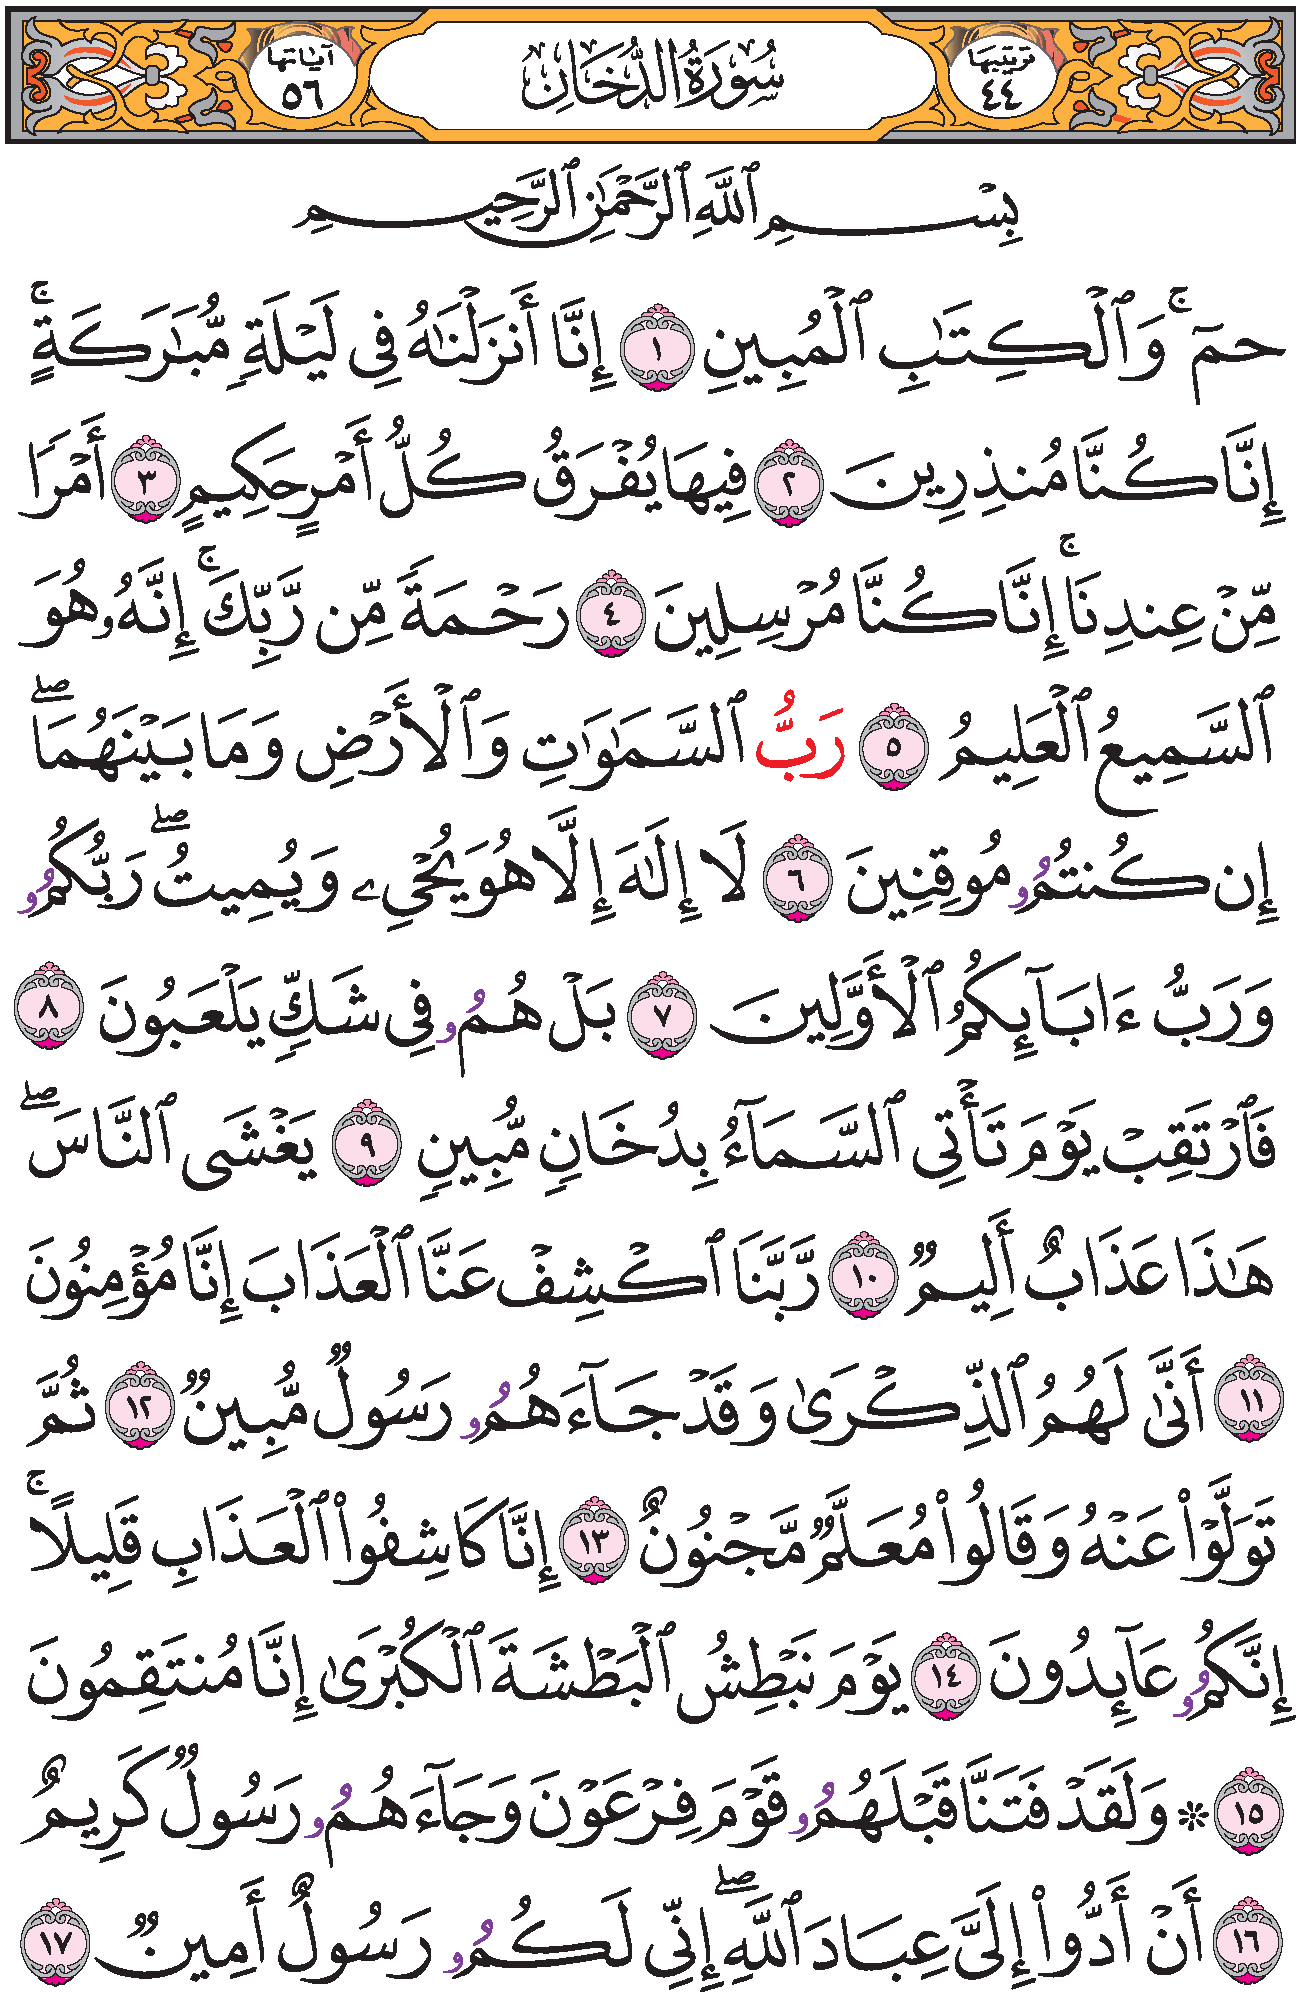 ترتيبها ٤٤ سُورَةُ الدُّخَانِ آياتها ٥٦
بِسْمِ ٱللَّهِ ٱلرَّحْمَٰنِ ٱلرَّحِيمِ
حمٓ ۚ وَٱلْكِتَٰبِ ٱلْمُبِينِ ١ إِنَّا أَنزَلْنَٰهُ فِى لَيْلَةٍ مُّبَٰرَكَةٍ ۚ
إِنَّا كُنَّا مُنذِرِينَ ٢ فِيهَا يُفْرَقُ كُلُّ أَمْرٍ حَكِيمٍ ٣ أَمْرًا
مِّنْ عِندِنَا ۚ إِنَّا كُنَّا مُرْسِلِينَ ٤ رَحْمَةً مِّن رَّبِّكَ ۚ إِنَّهُۥ هُوَ
ٱلسَّمِيعُ ٱلْعَلِيمُ ٥ رَبُّ ٱلسَّمَٰوَٰتِ وَٱلْأَرْضِ وَمَا بَيْنَهُمَا ۖ
إِن كُنتُمُۥ مُوقِنِينَ ٦ لَا إِلَٰهَ إِلَّا هُوَ يُحْىِۦ وَيُمِيتُ ۖ رَبُّكُمُۥ
وَرَبُّ ءَابَآئِكُمُ ٱلْأَوَّلِينَ ٧ بَلْ هُمُۥ فِى شَكٍّ يَلْعَبُونَ ٨
فَٱرْتَقِبْ يَوْمَ تَأْتِى ٱلسَّمَآءُ بِدُخَانٍ مُّبِينٍ ٩ يَغْشَى ٱلنَّاسَ ۖ
هَٰذَا عَذَابٌ أَلِيمٌ ١٠ رَّبَّنَا ٱكْشِفْ عَنَّا ٱلْعَذَابَ إِنَّا مُؤْمِنُونَ
١١ أَنَّىٰ لَهُمُ ٱلذِّكْرَىٰ وَقَدْ جَآءَهُمُۥ رَسُولٌ مُّبِينٌ ١٢ ثُمَّ
تَوَلَّوْا۟ عَنْهُ وَقَالُوا۟ مُعَلَّمٌ مَّجْنُونٌ ١٣ إِنَّا كَاشِفُوا۟ ٱلْعَذَابِ قَلِيلًا ۚ
إِنَّكُمُۥ عَآئِدُونَ ١٤ يَوْمَ نَبْطِشُ ٱلْبَطْشَةَ ٱلْكُبْرَىٰ إِنَّا مُنتَقِمُونَ
١٥ ۞ وَلَقَدْ فَتَنَّا قَبْلَهُمُۥ قَوْمَ فِرْعَوْنَ وَجَآءَهُمُۥ رَسُولٌ كَرِيمٌ
١٦ أَنْ أَدُّوا۟ إِلَىَّ عِبَادَ ٱللَّهِ ۖ إِنِّى لَكُمُۥ رَسُولٌ أَمِينٌ ١٧